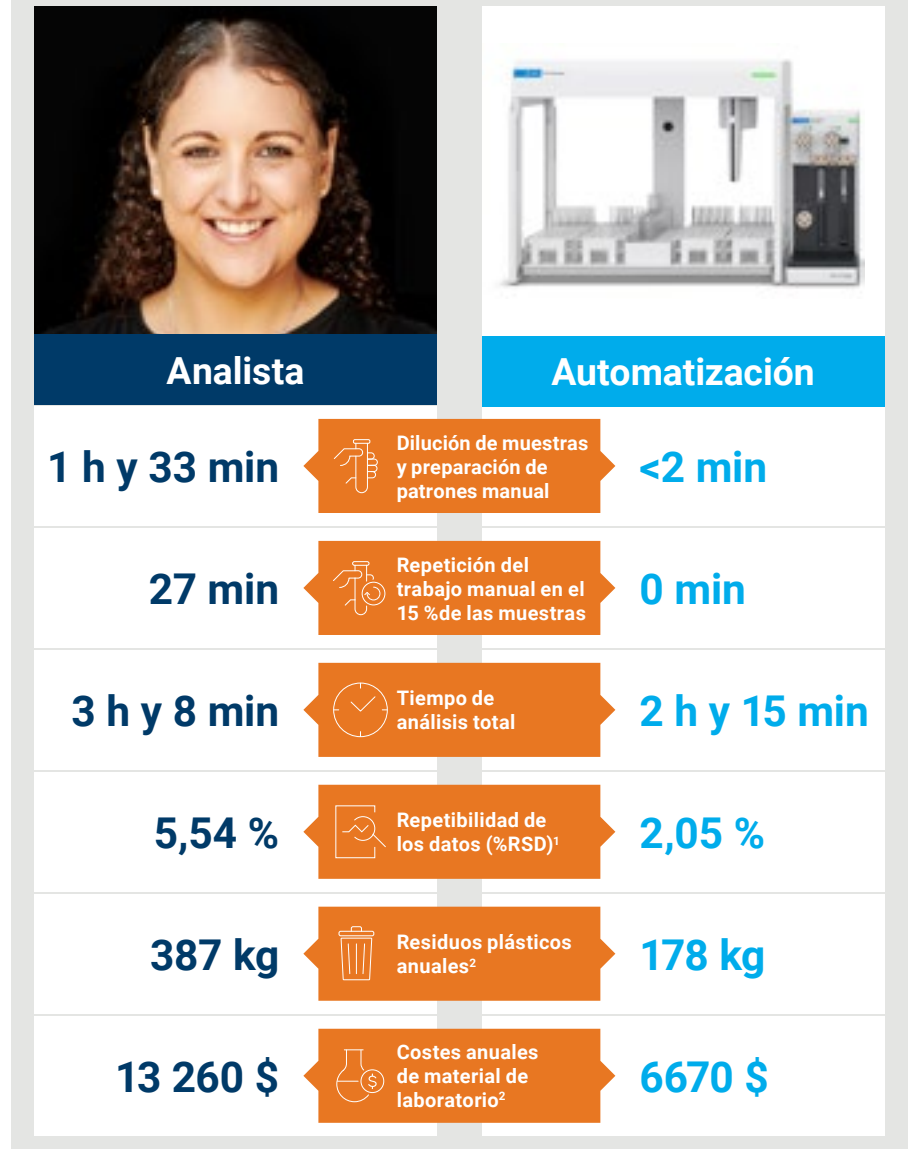 Analista
Automatización
1 h y 33 min
Dilución de muestras
y preparación de
patrones manual
<2 min
27 min
Repetición del
trabajo manual en el
15 %de las muestras
0 min
3 h y 8 min
Tiempo de
análisis total
2 h y 15 min
5,54 %
Repetibilidad de
los datos (%RSD)¹
2,05 %
387 kg
Residuos plásticos
anuales²
178 kg
13 260 $
Costes anuales
de material de
laboratorio²
6670 $
$